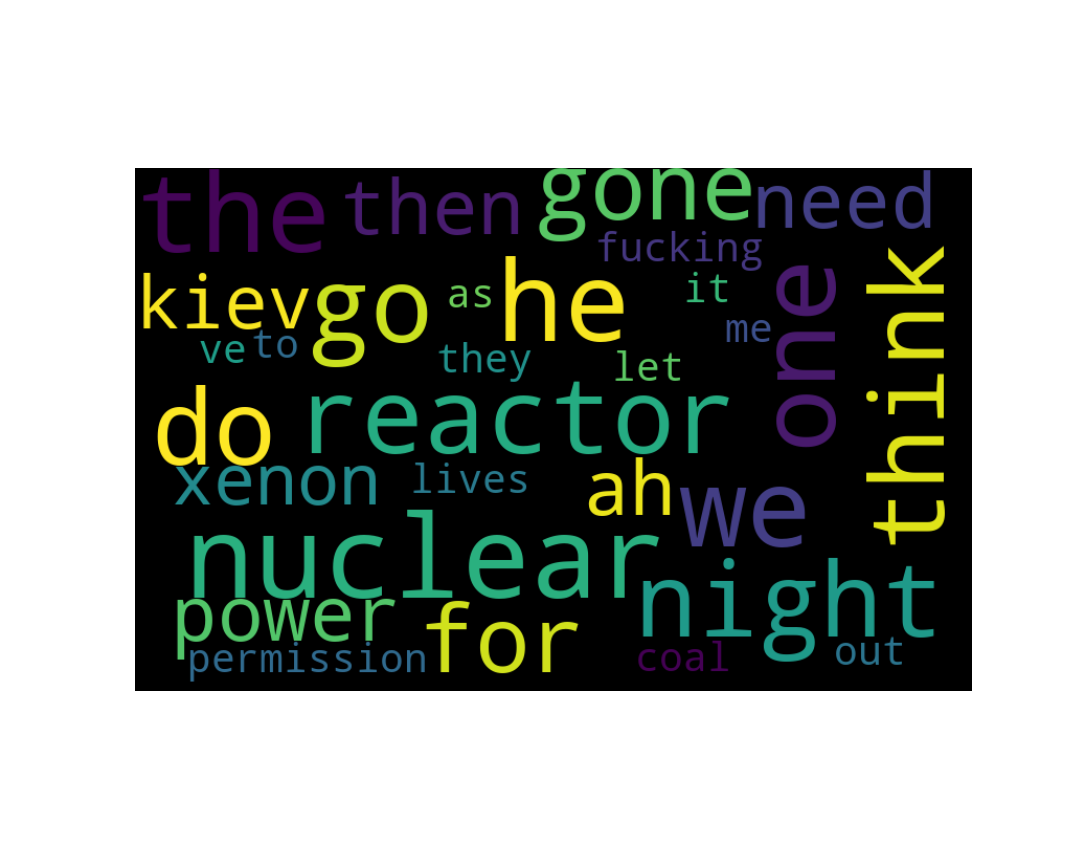 the then gone need
fucking
kiev go as he it one think
ve to they let me
do reactor
xenon lives ah we
nuclear night
power for
permission coal out